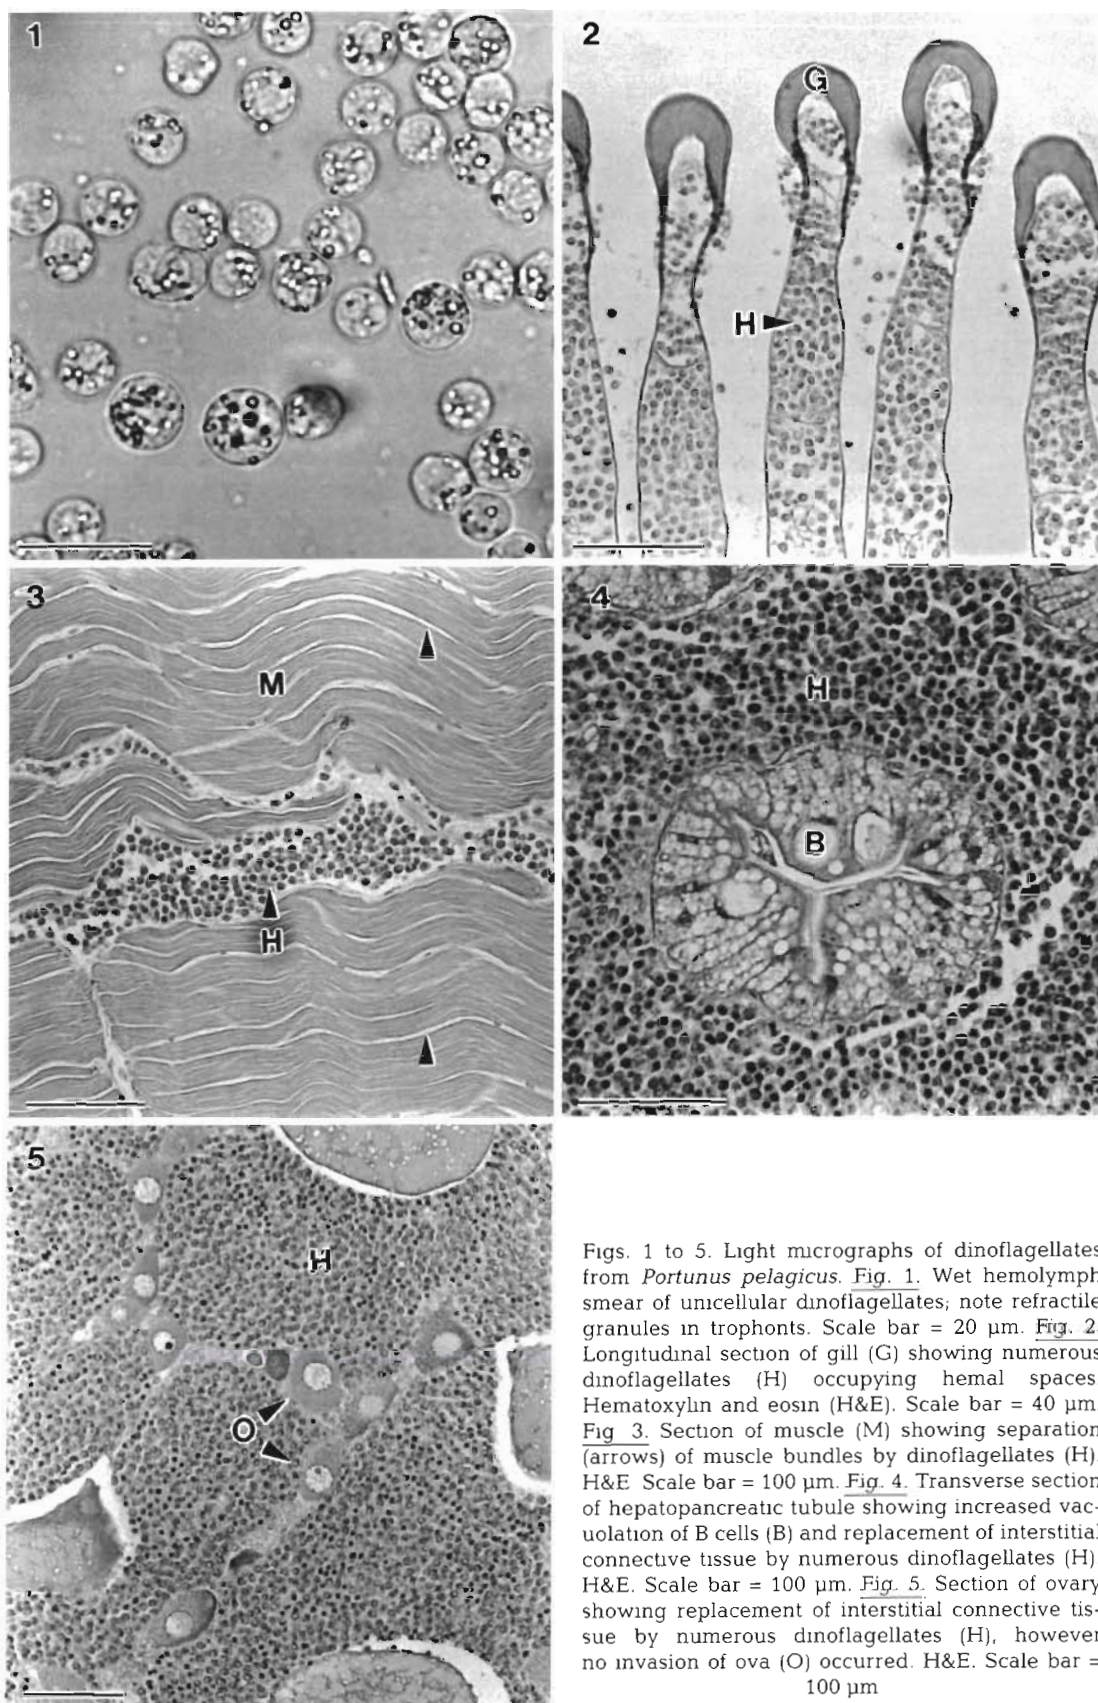 1
2
G
H
3
M
H
4
H
B
5
H
O
Figs. 1 to 5. Light micrographs of dinoflagellates
from Portunus pelagicus. Fig. 1. Wet hemolymph
smear of unicellular dinoflagellates; note refractile
granules in trophonts. Scale bar = 20 µm. Fig. 2.
Longitudinal section of gill (G) showing numerous
dinoflagellates (H) occupying hemal spaces
Hematoxylin and eosin (H&E). Scale bar = 40 µm.
Fig 3. Section of muscle (M) showing separation
(arrows) of muscle bundles by dinoflagellates (H).
H&E Scale bar = 100 µm. Fig. 4. Transverse section
of hepatopancreatic tubule showing increased vac-
uolation of B cells (B) and replacement of interstitial
connective tissue by numerous dinoflagellates (H)
H&E. Scale bar = 100 µm. Fig. 5. Section of ovary
showing replacement of interstitial connective tis-
sue by numerous dinoflagellates (H), however
no invasion of ova (O) occurred. H&E. Scale bar =
100 µm